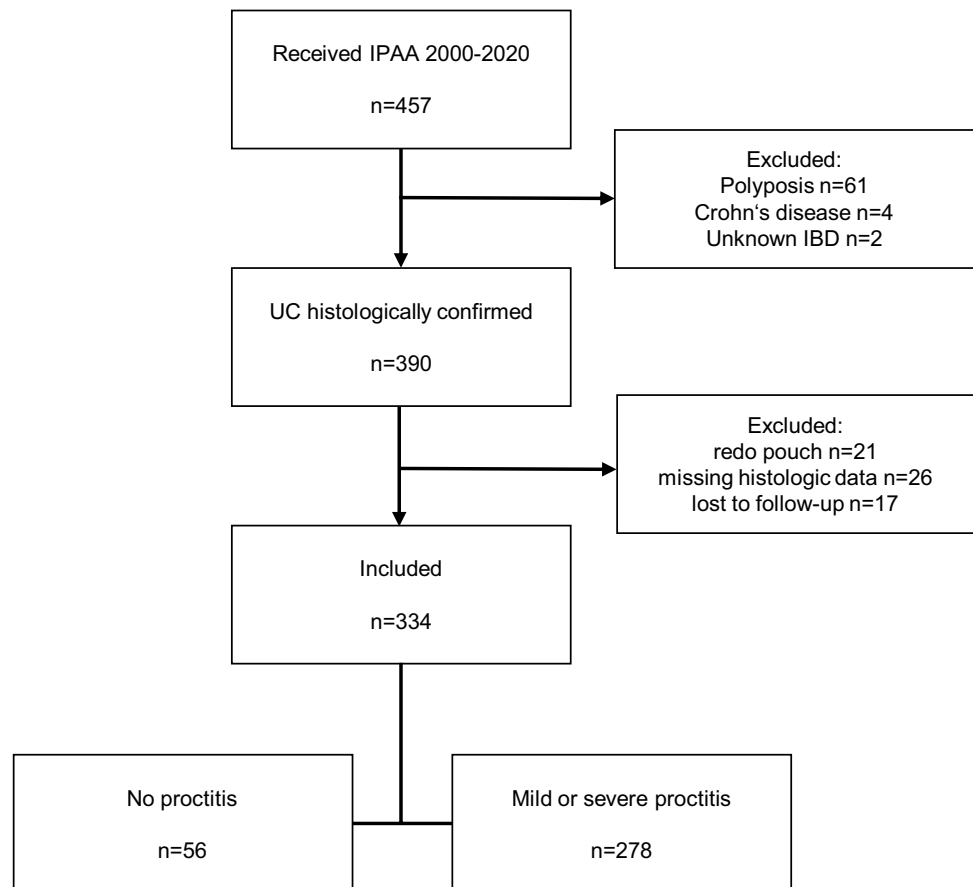 Received IPAA 2000-2020
n=457
Excluded:
Polyposis n=61
Crohn‘s disease n=4
Unknown IBD n=2
UC histologically confirmed
n=390
Excluded:
redo pouch n=21
missing histologic data n=26
lost to follow-up n=17
Included
n=334
No proctitis
n=56
Mild or severe proctitis
n=278